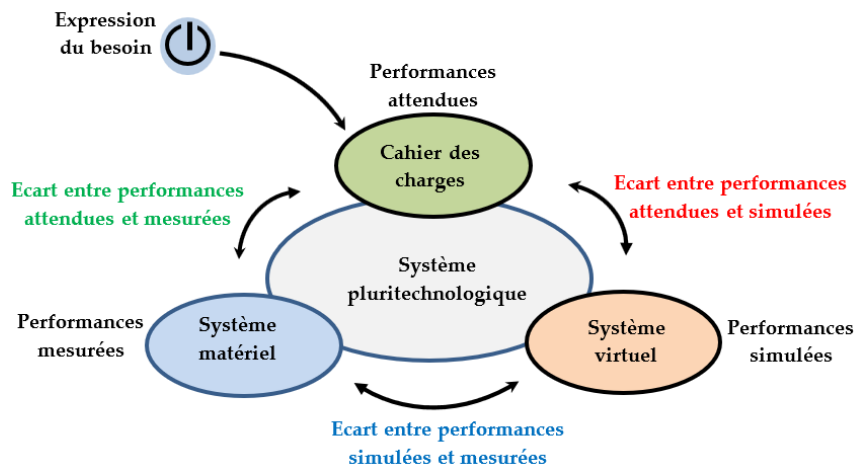 Expression
du besoin
Performances
attendues
Cahier des
charges
Ecart entre performances
attendues et mesurées
Ecart entre performances
attendues et simulées
Système
pluritechnologique
Performances
mesurées
Système
matériel
Système
virtuel
Performances
simulées
Ecart entre performances
simulées et mesurées